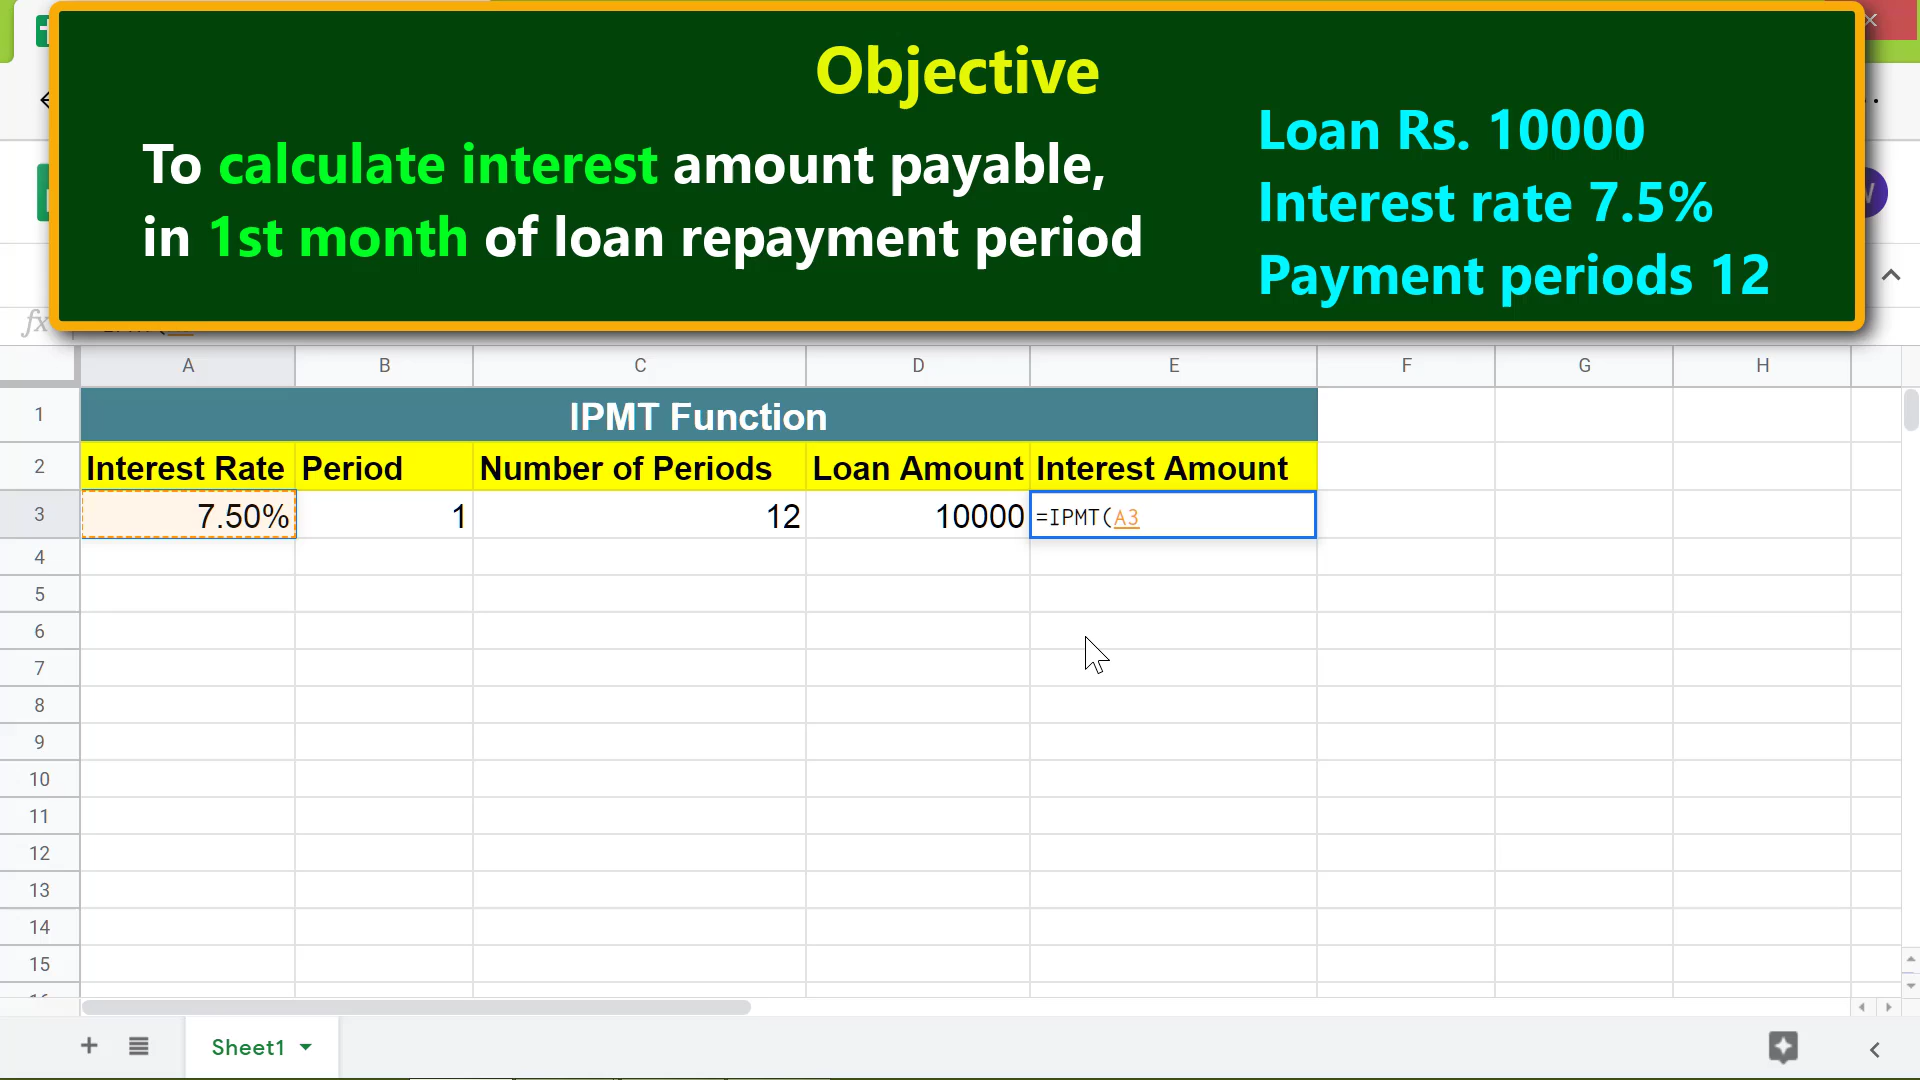 Objective
To calculate interest amount payable,
in 1st month of loan repayment period
Loan Rs. 10000
Interest rate 7.5%
Payment periods 12
fx
A B C D E F G H
1 IPMT Function
2 Interest Rate Period Number of Periods Loan Amount Interest Amount
3 7.50% 1 12 10000 =IPMT(A3
4
5
6
7
8
9
10
11
12
13
14
15
Sheet1